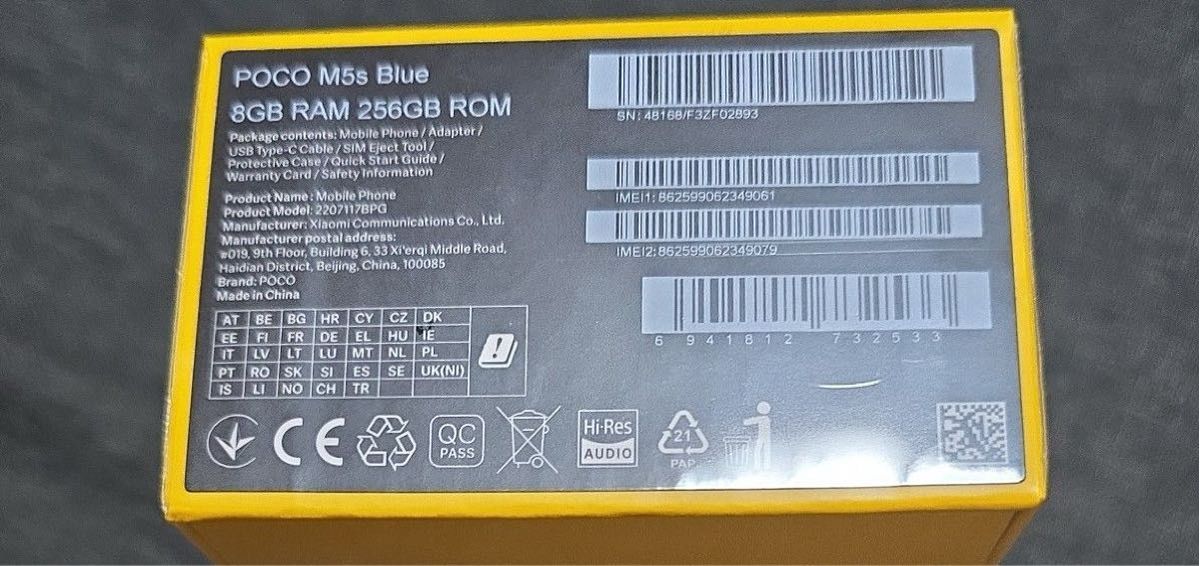 POCO M5s Blue
8GB RAM 256GB ROM
Package contents: Mobile Phone / Adapter /
USB Type-C Cable / SIM Eject Tool /
Protective Case / Quick Start Guide /
Warranty Card / Safety Information
Product Name: Mobile Phone
Product Model: 2207117BPG
Manufacturer: Xiaomi Communications Co., Ltd.
Manufacturer postal address:
#019, 9th Floor, Building 6, 33 Xi'erqi Middle Road,
Haidian District, Beijing, China, 100085
Brand: POCO
Made in China
AT BE BG HR CY CZ DK
EE FI FR DE EL HU IE
IT LV LT LU MT NL PL
PT RO SK SI ES SE UK(NI)
IS LI NO CH TR
CE
QC
PASS
Hi-Res
AUDIO
21
PAP
SN: 48168/F3ZF02893
IMEI1: 862599062349061
IMEI2: 862599062349079
6 941812 732533